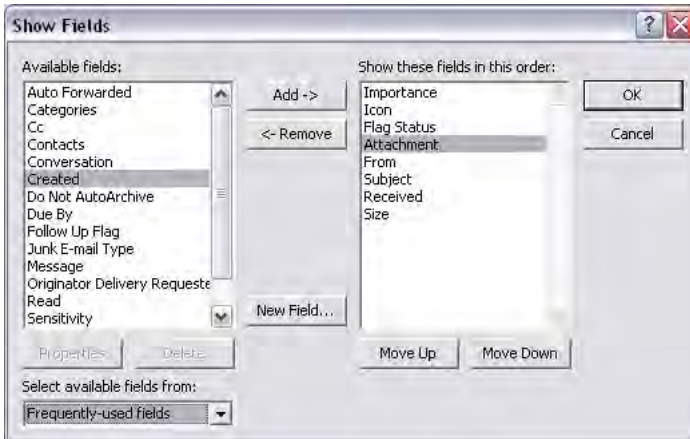 Show Fields
Available fields:
Auto Forwarded
Categories
Cc
Contacts
Conversation
Created
Do Not AutoArchive
Due By
Follow Up Flag
Junk E-mail Type
Message
Originator Delivery Requeste
Read
Sensitivity
Properties
Delete
Select available fields from:
Frequently-used fields
Add ->
<- Remove
New Field...
Show these fields in this order:
Importance
Icon
Flag Status
Attachment
From
Subject
Received
Size
Move Up
Move Down
OK
Cancel